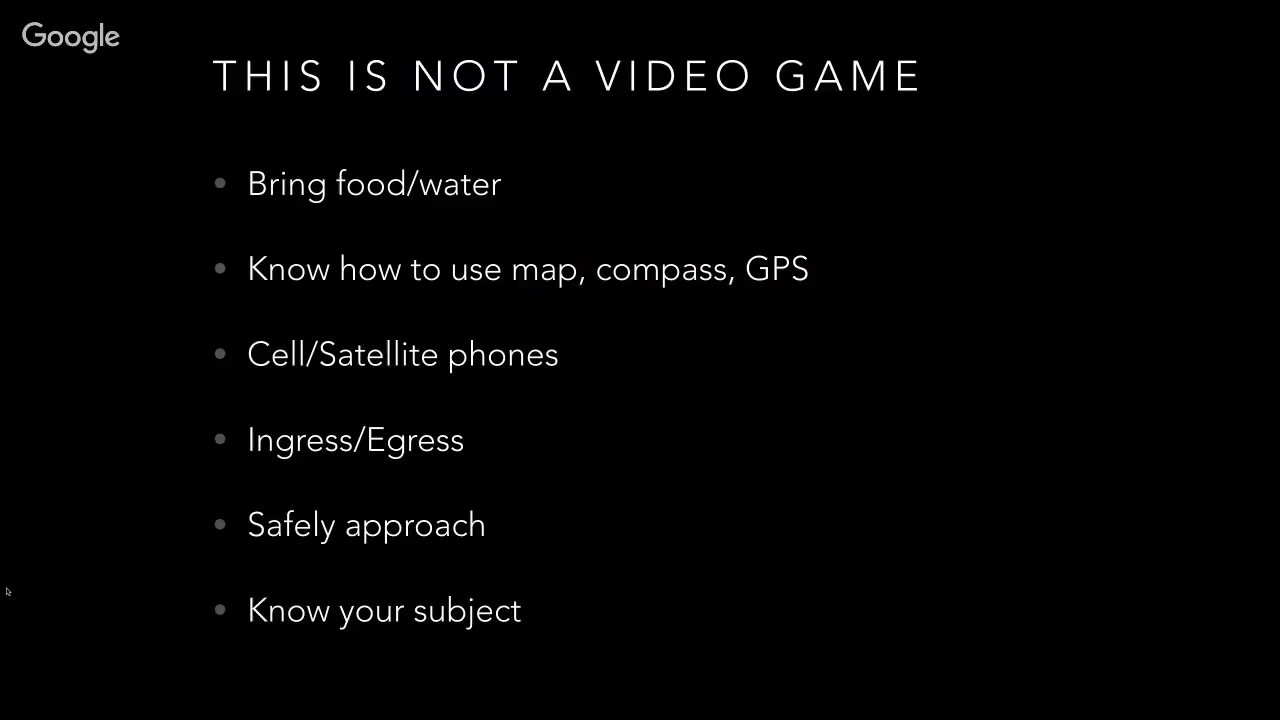 Google
THIS IS NOT A VIDEO GAME
• Bring food/water
• Know how to use map, compass, GPS
• Cell/Satellite phones
• Ingress/Egress
• Safely approach
• Know your subject